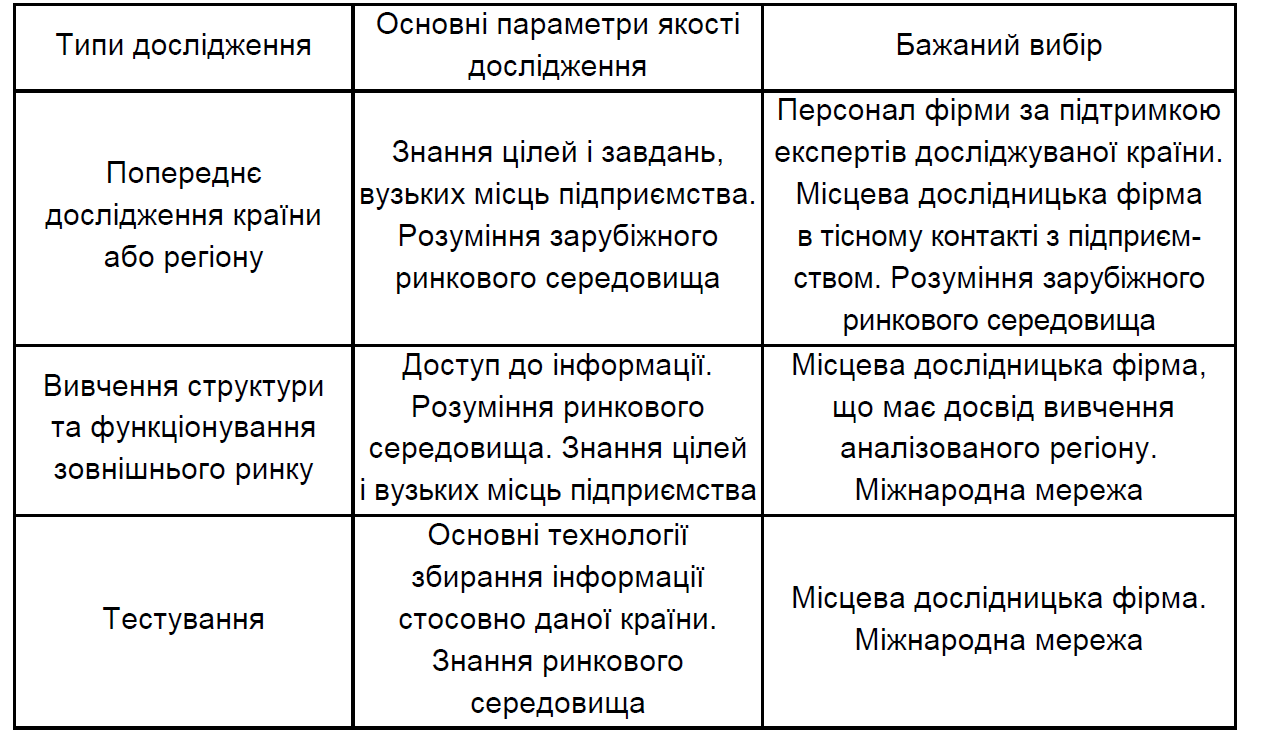 Типи дослідження
Основні параметри якості
дослідження
Бажаний вибір
Попереднє
дослідження країни
або регіону
Знання цілей і завдань,
вузьких місць підприємства.
Розуміння зарубіжного
ринкового середовища
Персонал фірми за підтримкою
експертів досліджуваної країни.
Місцева дослідницька фірма
в тісному контакті з підприєм-
ством. Розуміння зарубіжного
ринкового середовища
Вивчення структури
та функціонування
зовнішнього ринку
Доступ до інформації.
Розуміння ринкового
середовища. Знання цілей
і вузьких місць підприємства
Місцева дослідницька фірма,
що має досвід вивчення
аналізованого регіону.
Міжнародна мережа
Тестування
Основні технології
збирання інформації
стосовно даної країни.
Знання ринкового
середовища
Місцева дослідницька фірма.
Міжнародна мережа